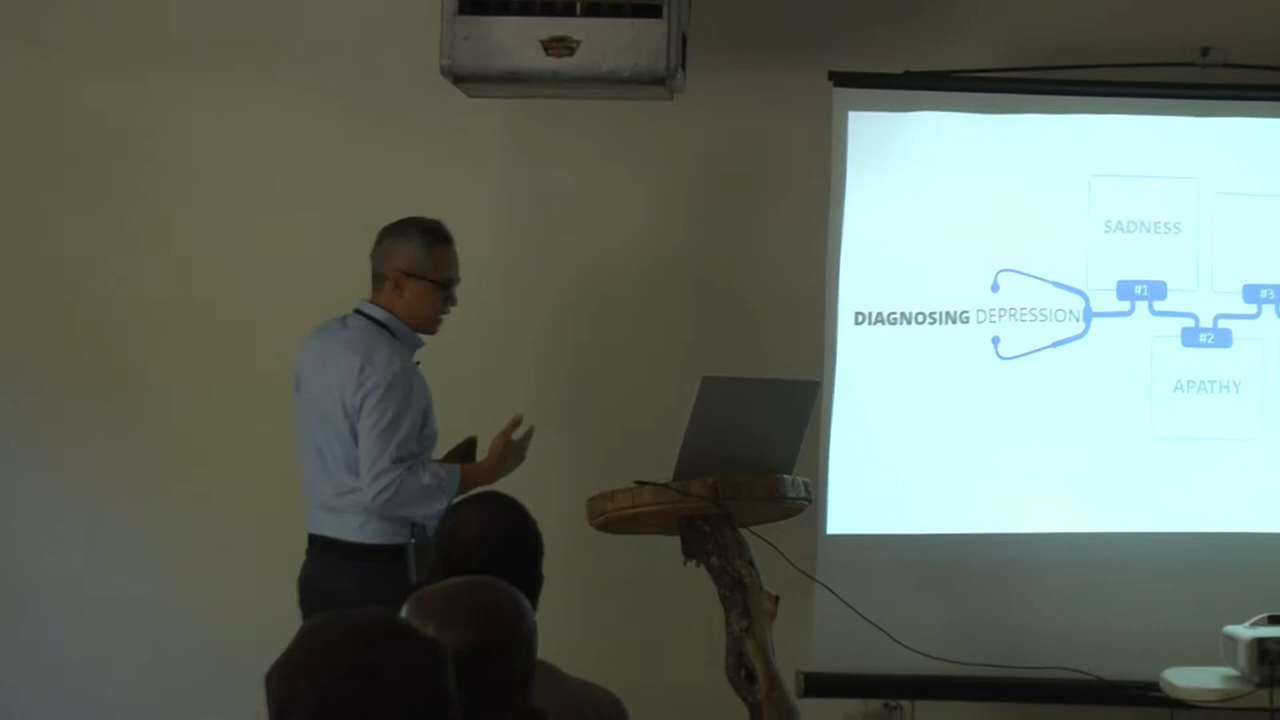 SADNESS
#1
#3
DIAGNOSING DEPRESSION
#2
APATHY